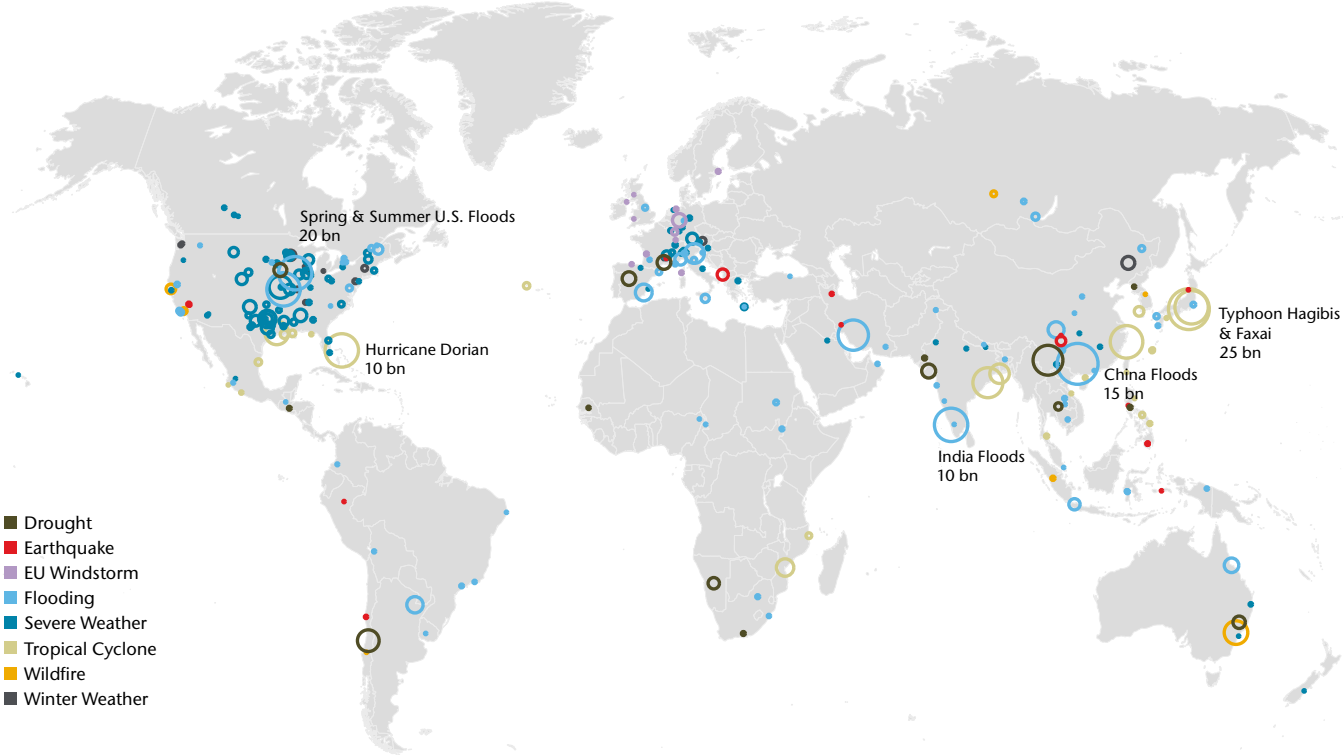 Spring & Summer U.S. Floods
20 bn
Hurricane Dorian
10 bn
Typhoon Hagibis
& Faxai
25 bn
China Floods
15 bn
India Floods
10 bn
Drought
Earthquake
EU Windstorm
Flooding
Severe Weather
Tropical Cyclone
Wildfire
Winter Weather